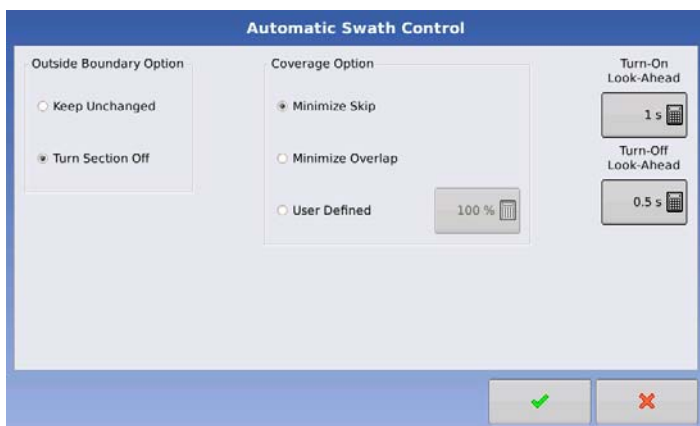 Automatic Swath Control
Outside Boundary Option
Keep Unchanged
Turn Section Off
Coverage Option
Minimize Skip
Minimize Overlap
User Defined
100 %
Turn-On
Look-Ahead
1 s
Turn-Off
Look-Ahead
0.5 s